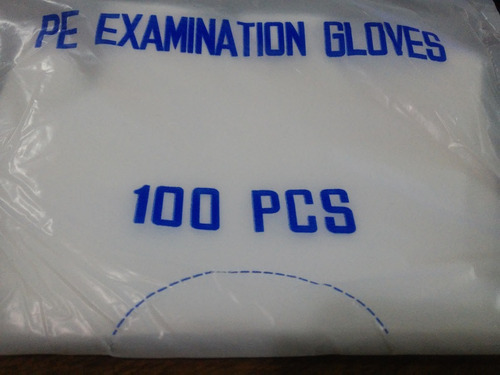 PE EXAMINATION GLOVES
100 PCS